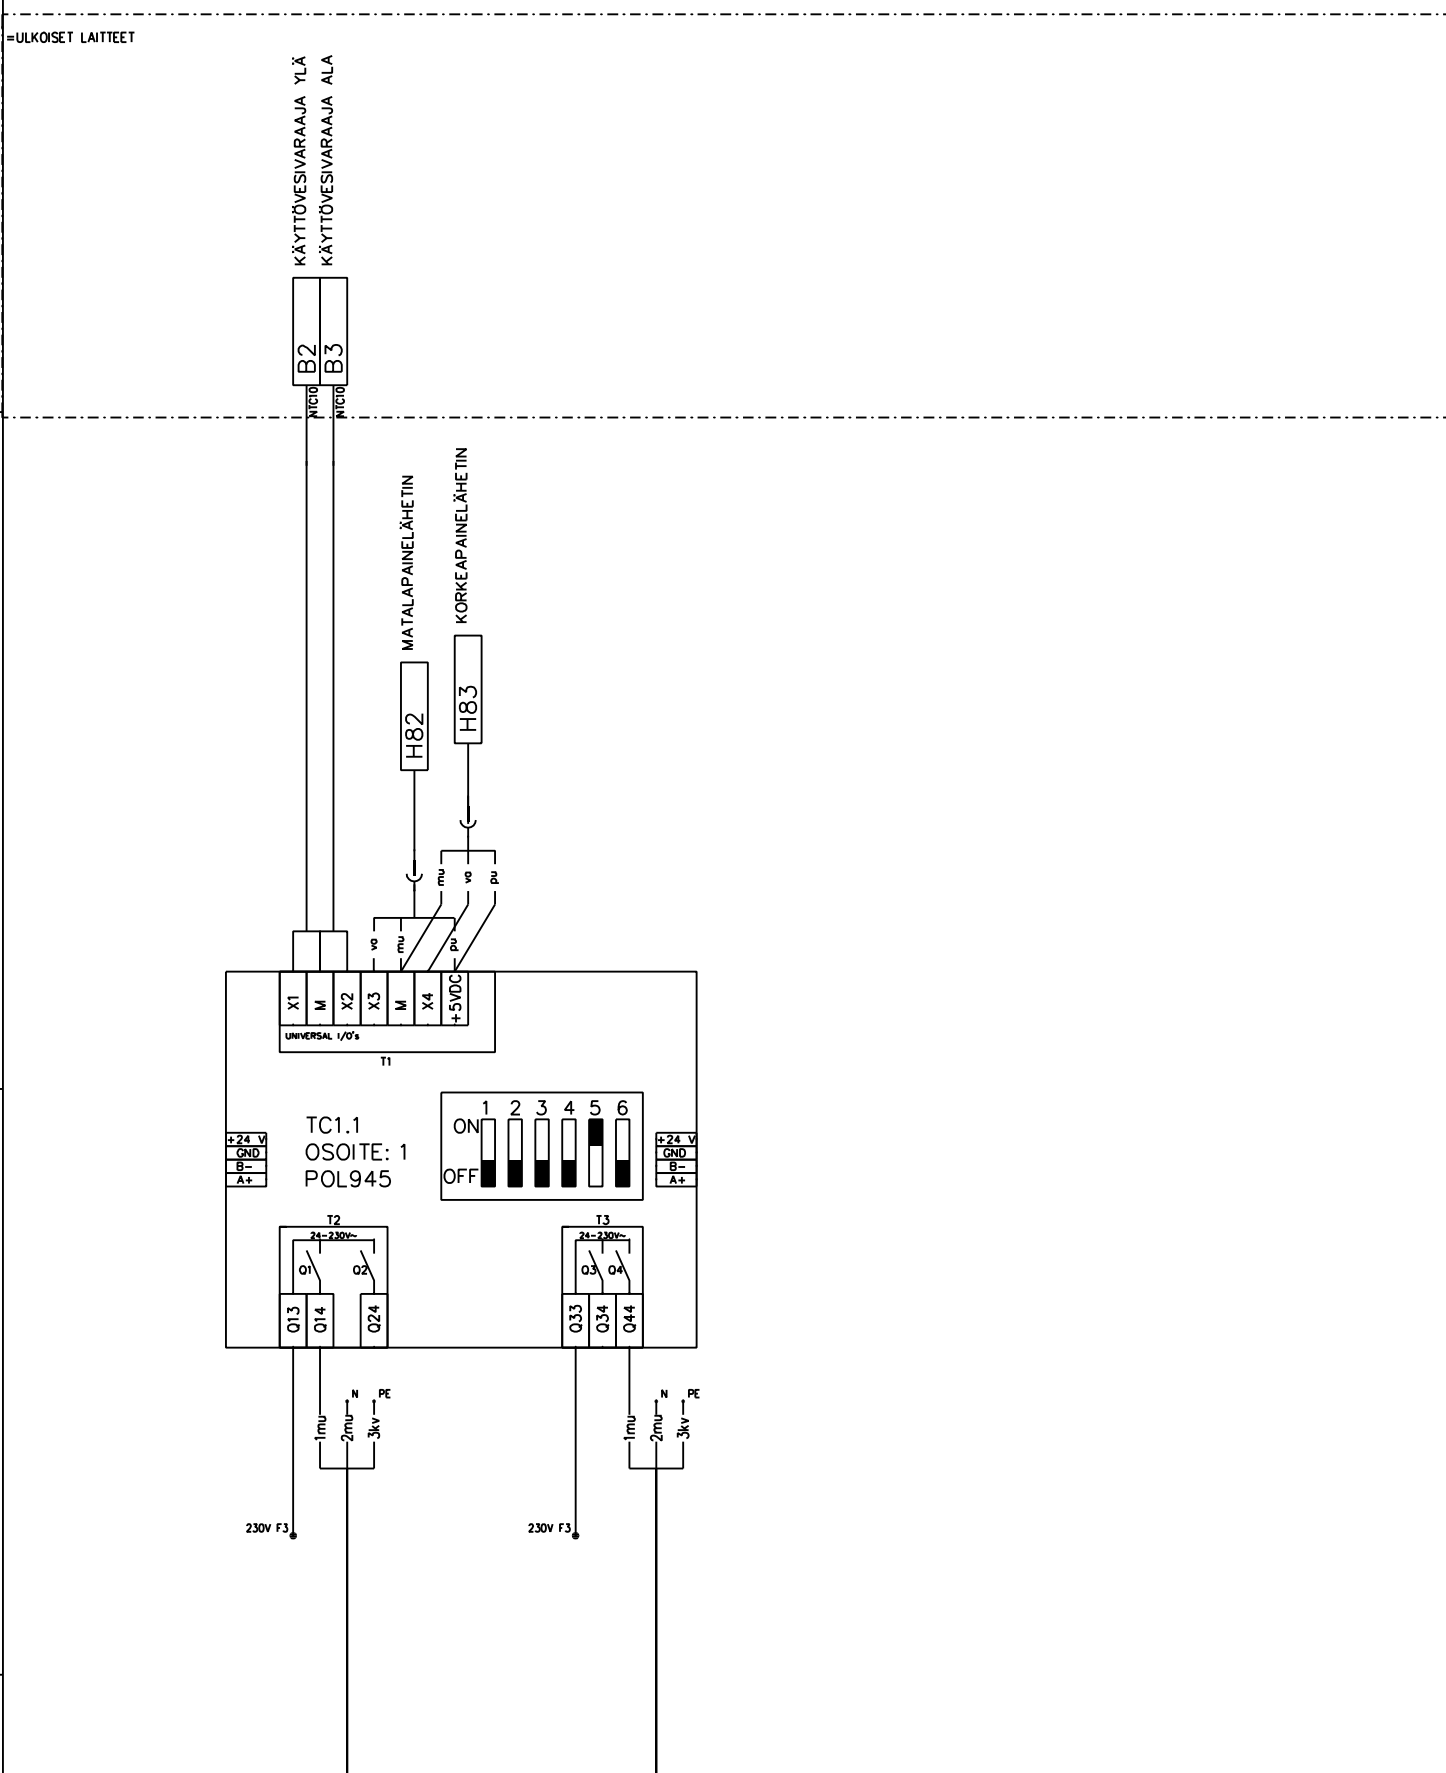 =ULKOISET LAITTEET
KÄYTTÖVESIVARAAJA YLÄ
KÄYTTÖVESIVARAAJA ALA
B2
B3
NTC10
NTC10
MATALAPAINELÄHETIN
KORKEAPAINELÄHETIN
H82
H83
mu
va
pu
va
mu
pu
X1
M
X2
X3
M
X4
+5VDC
UNIVERSAL I/O's
T1
TC1.1
OSOITE: 1
POL945
1 2 3 4 5 6
ON
OFF
+24 V
GND
B-
A+
+24 V
GND
B-
A+
T2
24-230V~
Q1
Q2
Q13
Q14
Q24
T3
24-230V~
Q3
Q4
Q33
Q34
Q44
N
PE
1mu
2mu
3kv
N
PE
1mu
2mu
3kv
230V F3
230V F3